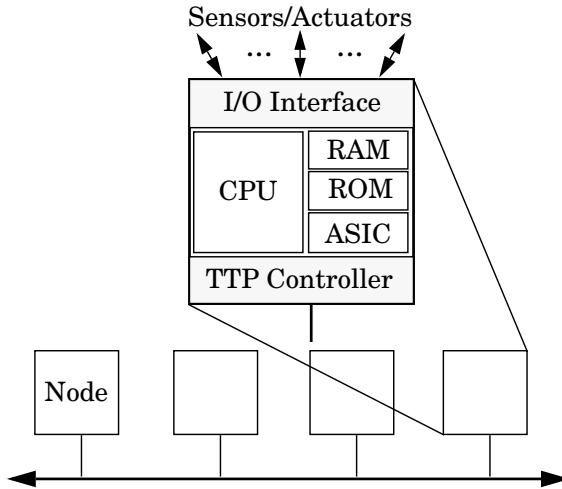 Sensors/Actuators
... ...
I/O Interface
CPU
RAM
ROM
ASIC
TTP Controller
Node